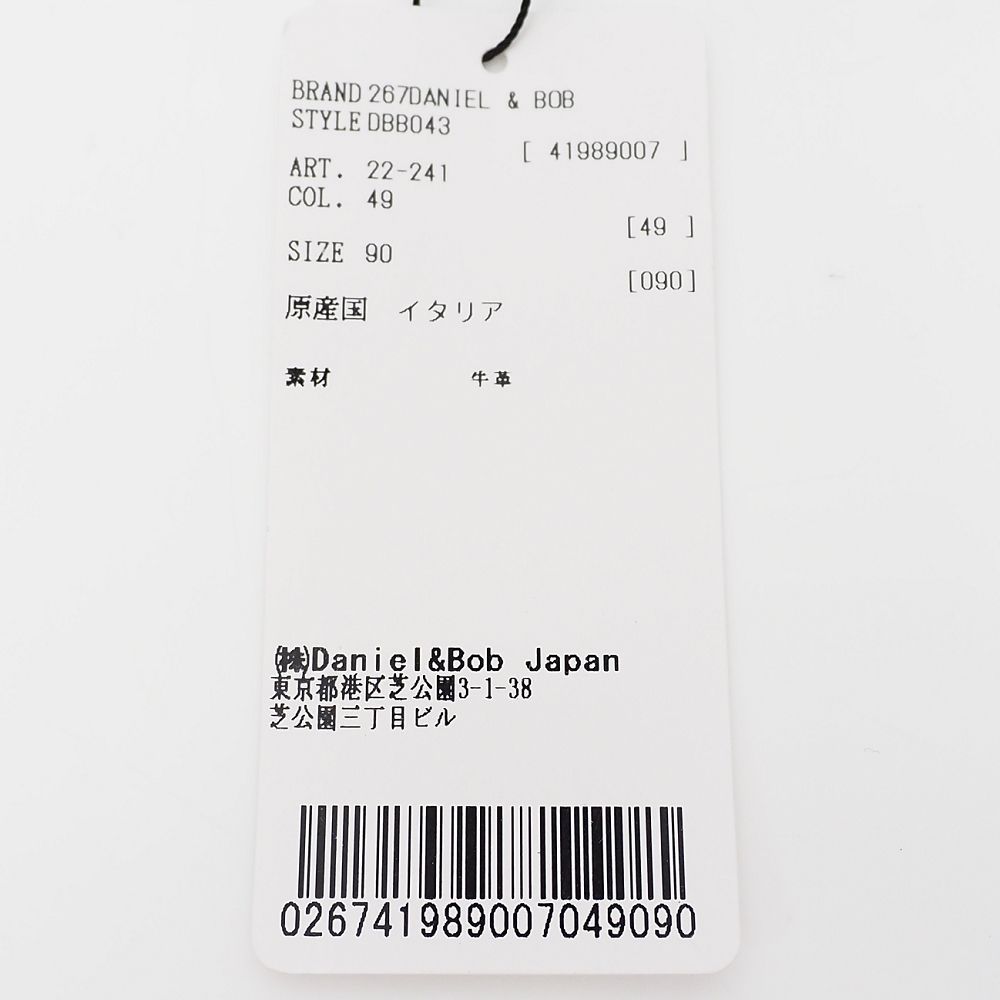 BRAND 267DANIEL & BOB
STYLE DBB043
[ 41989007 ]
ART. 22-241
COL. 49
[49 ]
SIZE 90
[090]
原産国 イタリア
素材 牛革
㈱Daniel&Bob Japan
東京都港区芝公園3-1-38
芝公園三丁目ビル
026741989007049090